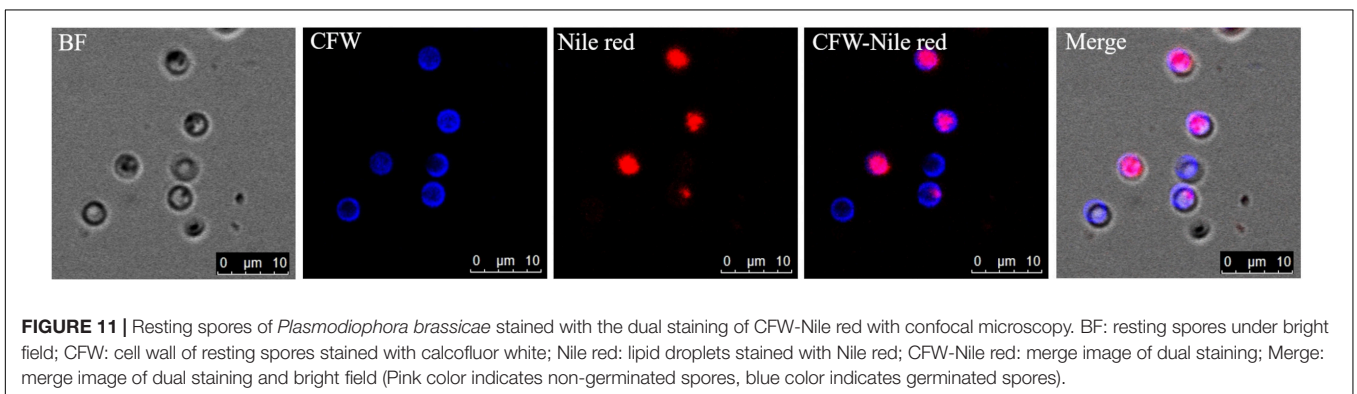 BF
CFW
Nile red
CFW-Nile red
Merge
0 μm 10
0 μm 10
0 μm 10
0 μm 10
0 μm 10
FIGURE 11 | Resting spores of Plasmodiophora brassicae stained with the dual staining of CFW-Nile red with confocal microscopy. BF: resting spores under bright
field; CFW: cell wall of resting spores stained with calcofluor white; Nile red: lipid droplets stained with Nile red; CFW-Nile red: merge image of dual staining; Merge:
merge image of dual staining and bright field (Pink color indicates non-germinated spores, blue color indicates germinated spores).